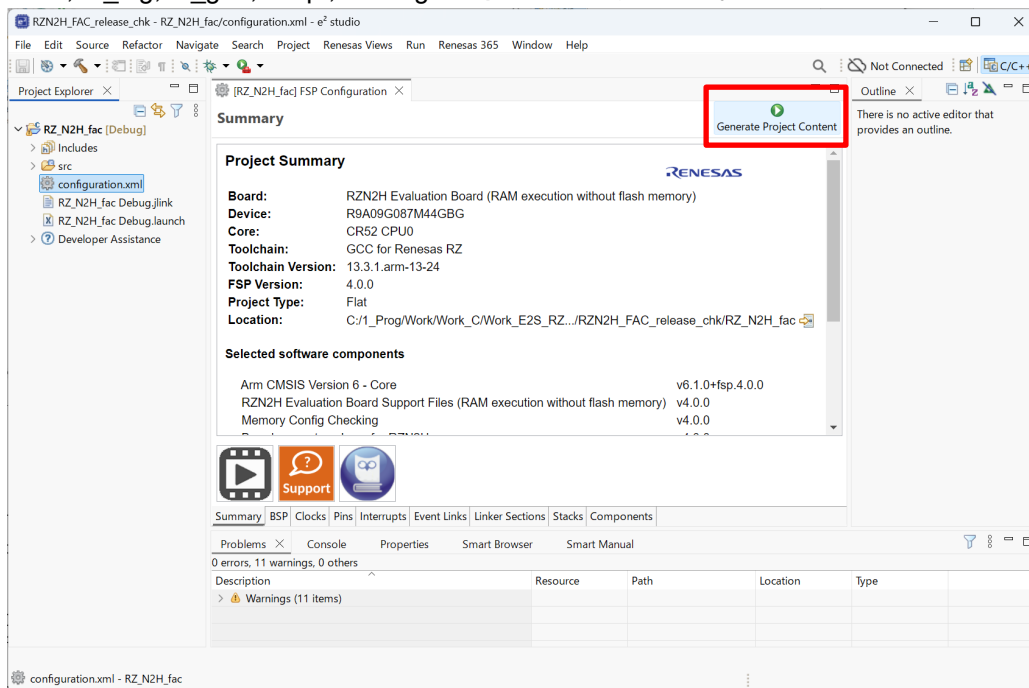 RZN2H_FAC_release_chk - RZ_N2H_fac/configuration.xml - e² studio
File Edit Source Refactor Navigate Search Project Renesas Views Run Renesas 365 Window Help
Not Connected C/C++
Project Explorer
[RZ_N2H_fac] FSP Configuration
Outline
Summary
Generate Project Content
There is no active editor that
provides an outline.
RZ_N2H_fac [Debug]
Includes
src
configuration.xml
RZ_N2H_fac Debug.jlink
RZ_N2H_fac Debug.launch
Developer Assistance
Project Summary
RENESAS
Board: RZN2H Evaluation Board (RAM execution without flash memory)
Device: R9A09G087M44GBG
Core: CR52 CPU0
Toolchain: GCC for Renesas RZ
Toolchain Version: 13.3.1.arm-13-24
FSP Version: 4.0.0
Project Type: Flat
Location: C:/1_Prog/Work/Work_C/Work_E2S_RZ.../RZN2H_FAC_release_chk/RZ_N2H_fac
Selected software components
Arm CMSIS Version 6 - Core v6.1.0+fsp.4.0.0
RZN2H Evaluation Board Support Files (RAM execution without flash memory) v4.0.0
Memory Config Checking v4.0.0
Support
Summary BSP Clocks Pins Interrupts Event Links Linker Sections Stacks Components
Problems Console Properties Smart Browser Smart Manual
0 errors, 11 warnings, 0 others
Description Resource Path Location Type
Warnings (11 items)
configuration.xml - RZ_N2H_fac